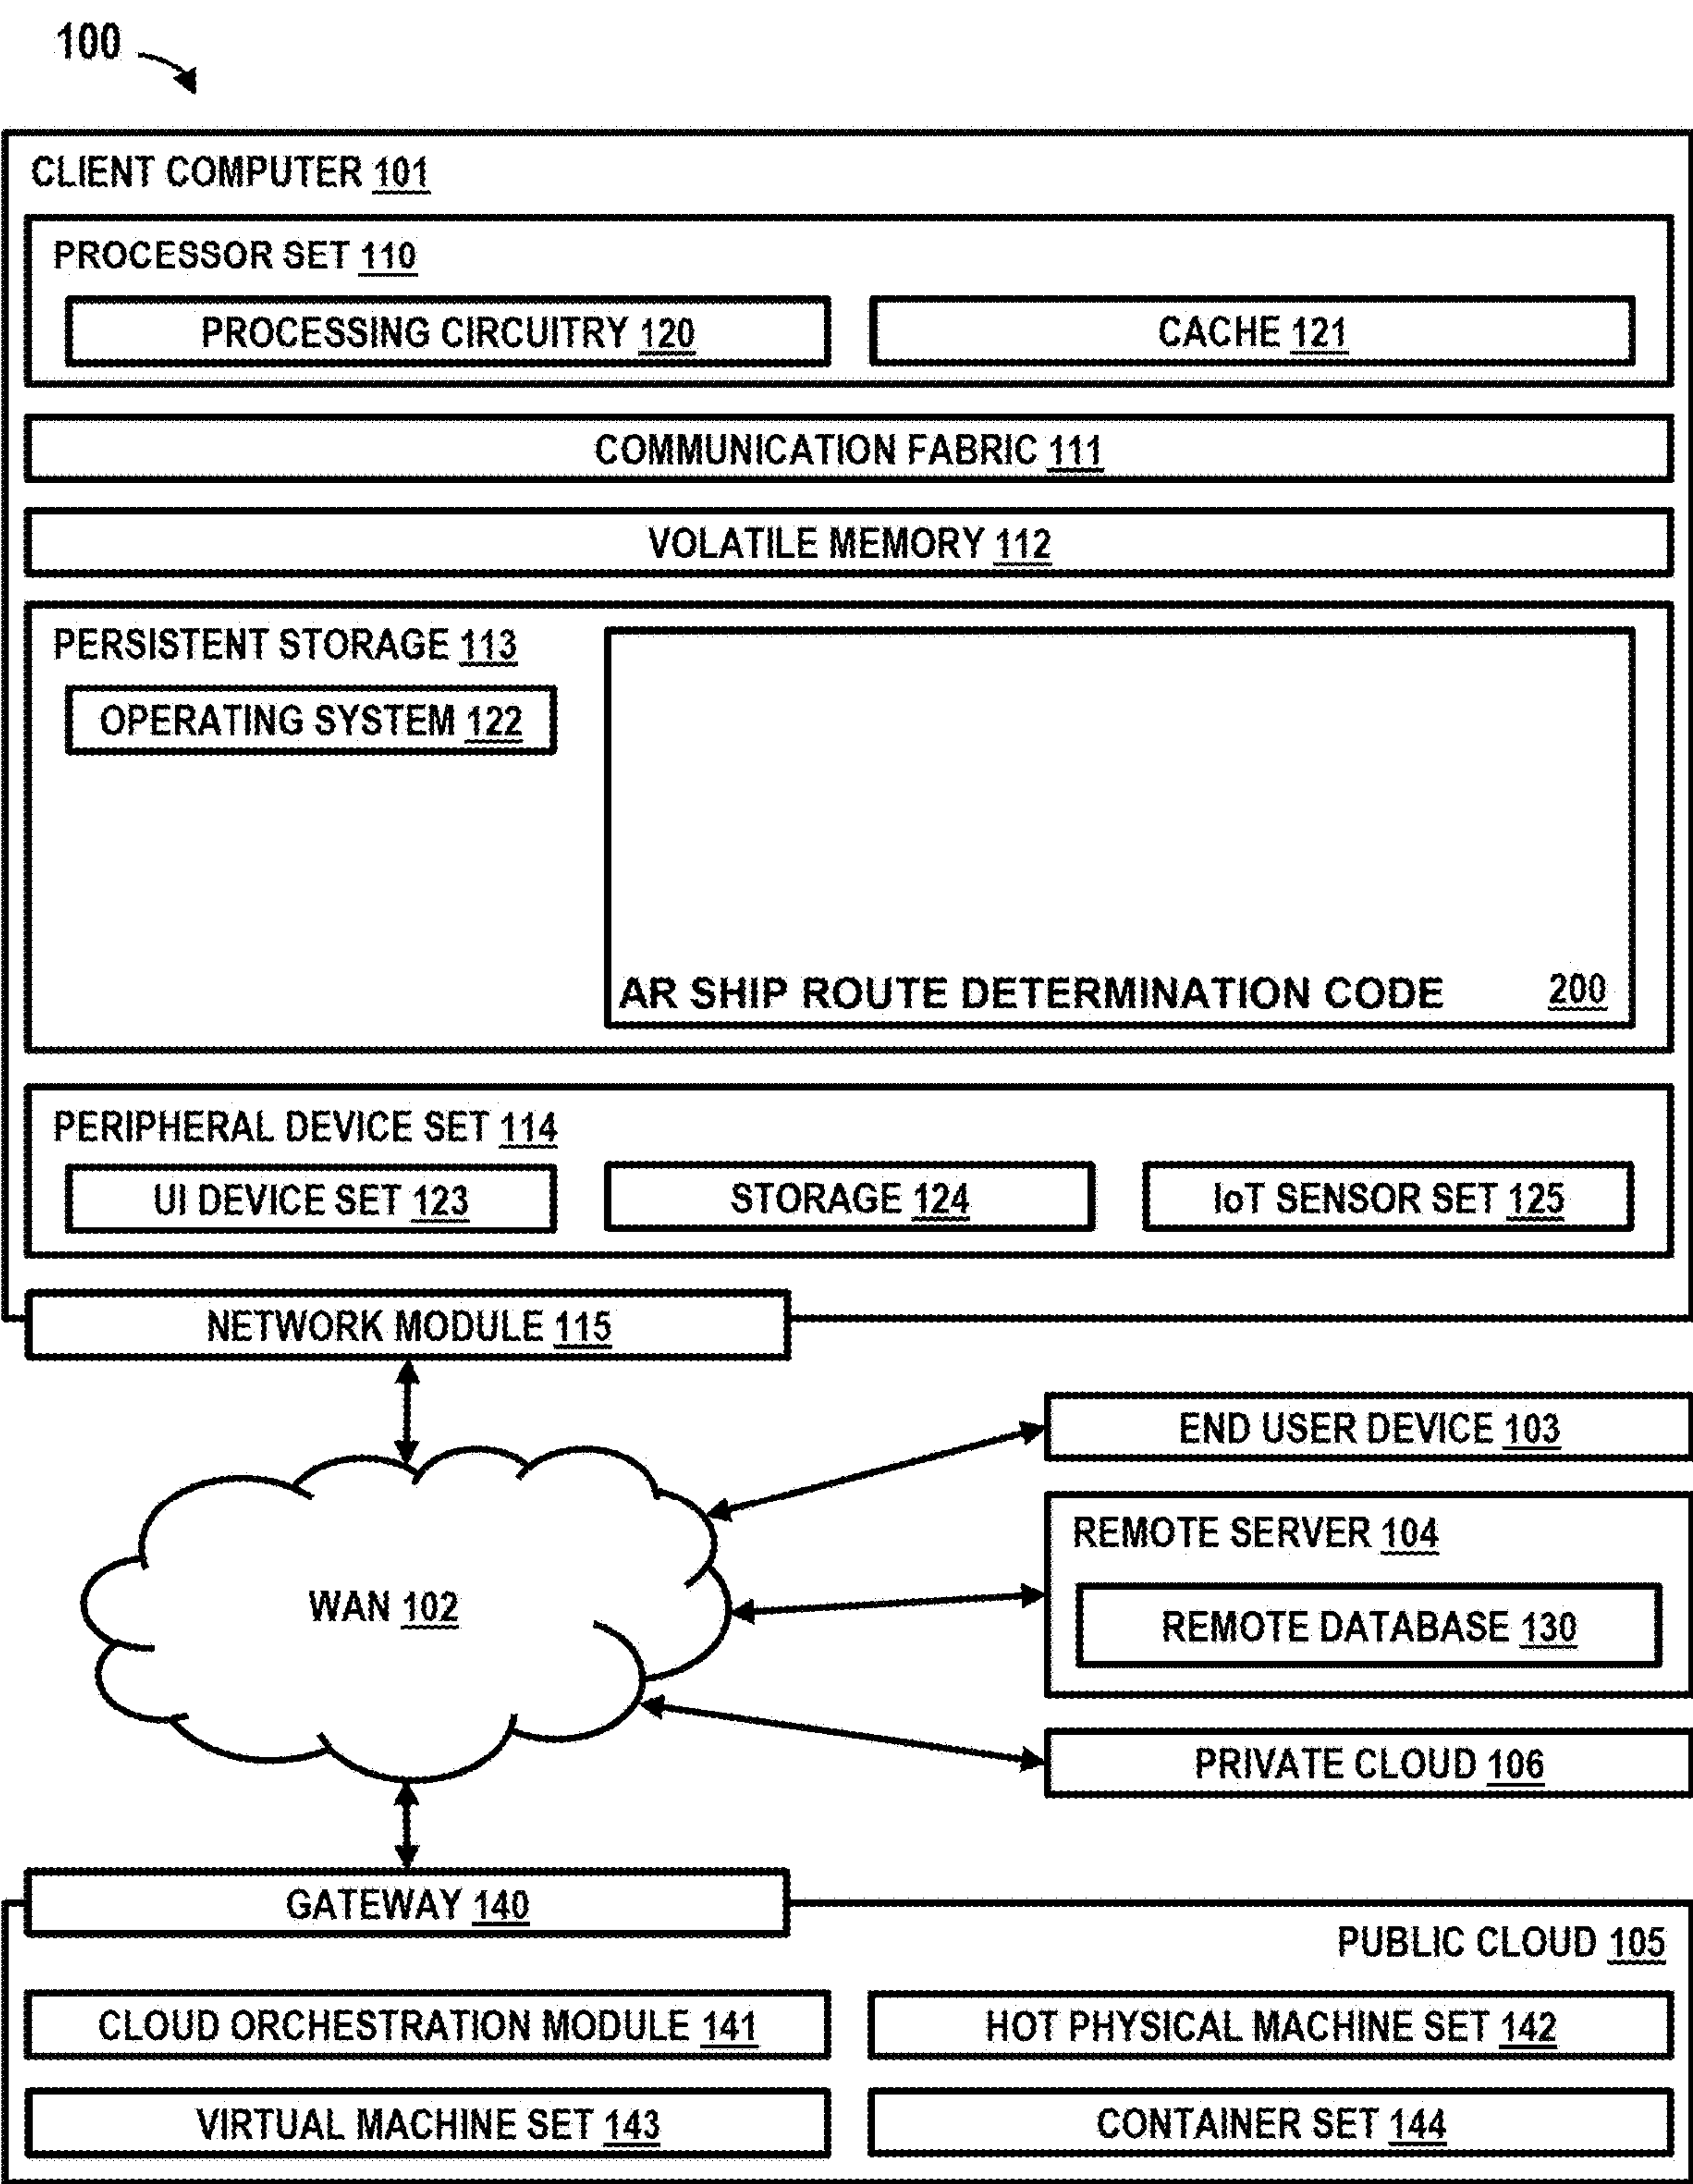 100
CLIENT COMPUTER 101
PROCESSOR SET 110
PROCESSING CIRCUITRY 120
CACHE 121
COMMUNICATION FABRIC 111
VOLATILE MEMORY 112
PERSISTENT STORAGE 113
OPERATING SYSTEM 122
AR SHIP ROUTE DETERMINATION CODE 200
PERIPHERAL DEVICE SET 114
UI DEVICE SET 123
STORAGE 124
IoT SENSOR SET 125
NETWORK MODULE 115
END USER DEVICE 103
REMOTE SERVER 104
WAN 102
REMOTE DATABASE 130
PRIVATE CLOUD 106
GATEWAY 140
PUBLIC CLOUD 105
CLOUD ORCHESTRATION MODULE 141
HOT PHYSICAL MACHINE SET 142
VIRTUAL MACHINE SET 143
CONTAINER SET 144